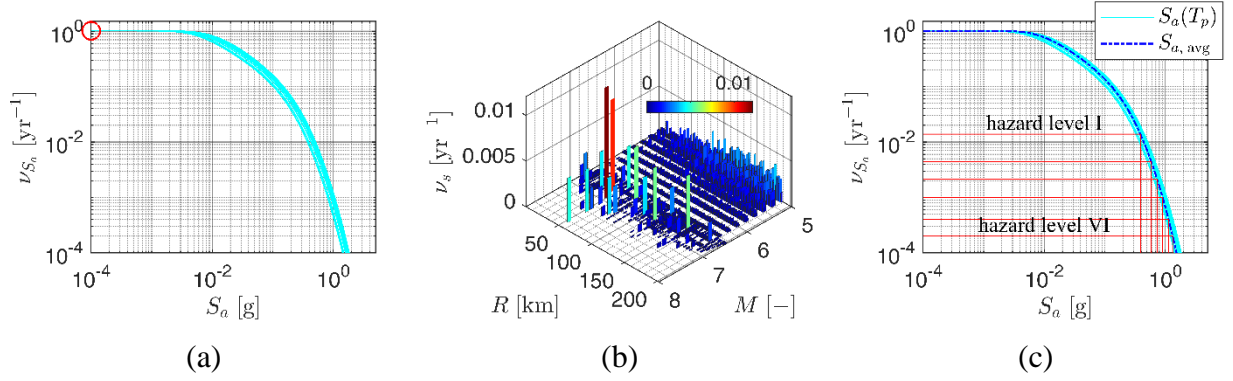 10^0
10^-2
10^-4
ν_{S_a} [yr^{-1}]
10^-4
10^-2
10^0
S_a [g]
(a)
0
0.01
0.01
0.005
0
ν_s [yr^{-1}]
50
100
150
200
R [km]
5
6
7
8
M [−]
(b)
S_a(T_p)
S_{a, avg}
10^0
10^-2
10^-4
ν_{S_a} [yr^{-1}]
hazard level I
hazard level VI
10^-4
10^-2
10^0
S_a [g]
(c)